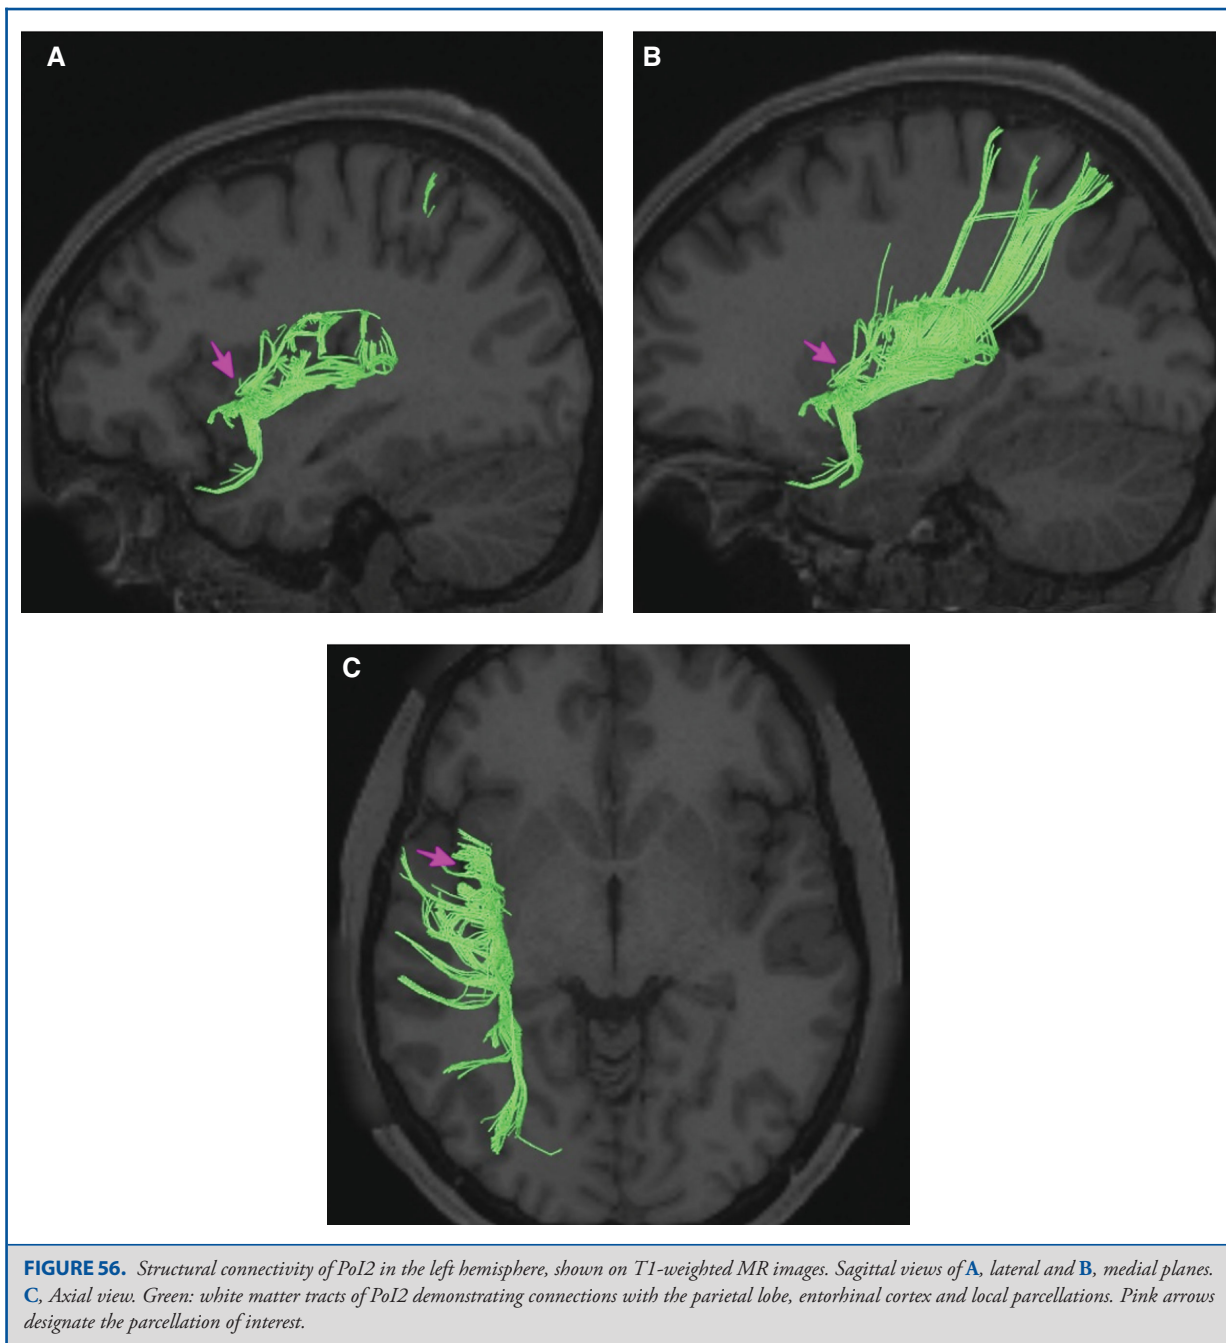 A
B
C
FIGURE 56. Structural connectivity of PoI2 in the left hemisphere, shown on T1-weighted MR images. Sagittal views of A, lateral and B, medial planes.
C, Axial view. Green: white matter tracts of PoI2 demonstrating connections with the parietal lobe, entorhinal cortex and local parcellations. Pink arrows
designate the parcellation of interest.